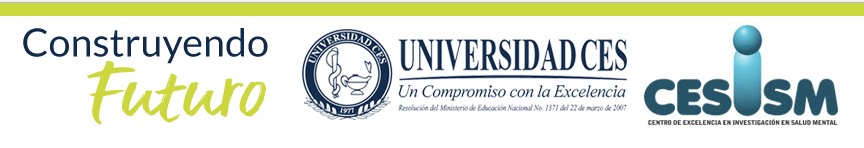 Construyendo
Futuro
UNIVERSIDAD CES
1977
UNIVERSIDAD CES
Un Compromiso con la Excelencia
Resolución del Ministerio de Educación Nacional No. 1371 del 22 de marzo de 2007
CESISM
CENTRO DE EXCELENCIA EN INVESTIGACIÓN EN SALUD MENTAL